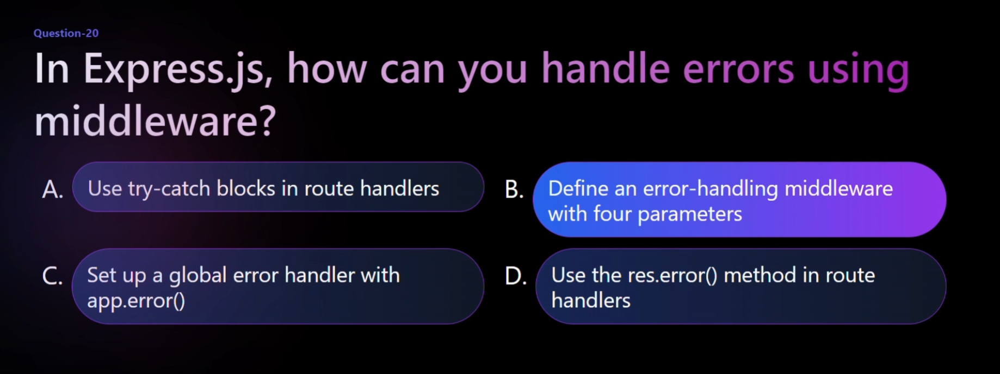 Question-20
In Express.js, how can you handle errors using
middleware?
A. Use try-catch blocks in route handlers
B. Define an error-handling middleware
with four parameters
C. Set up a global error handler with
app.error()
D. Use the res.error() method in route
handlers